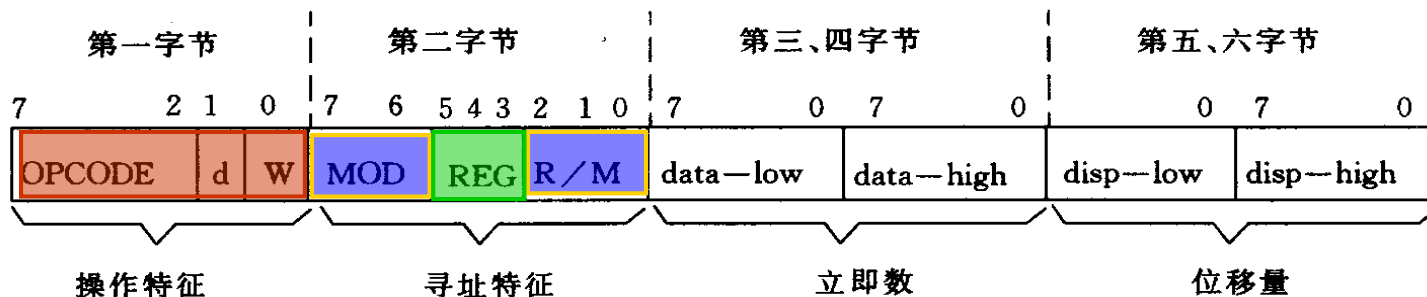 第一字节 第二字节 第三、四字节 第五、六字节
7 2 1 0 7 6 5 4 3 2 1 0 7 0 7 0 0 7 0
OPCODE d W MOD REG R/M data-low data-high disp-low disp-high
操作特征 寻址特征 立即数 位移量